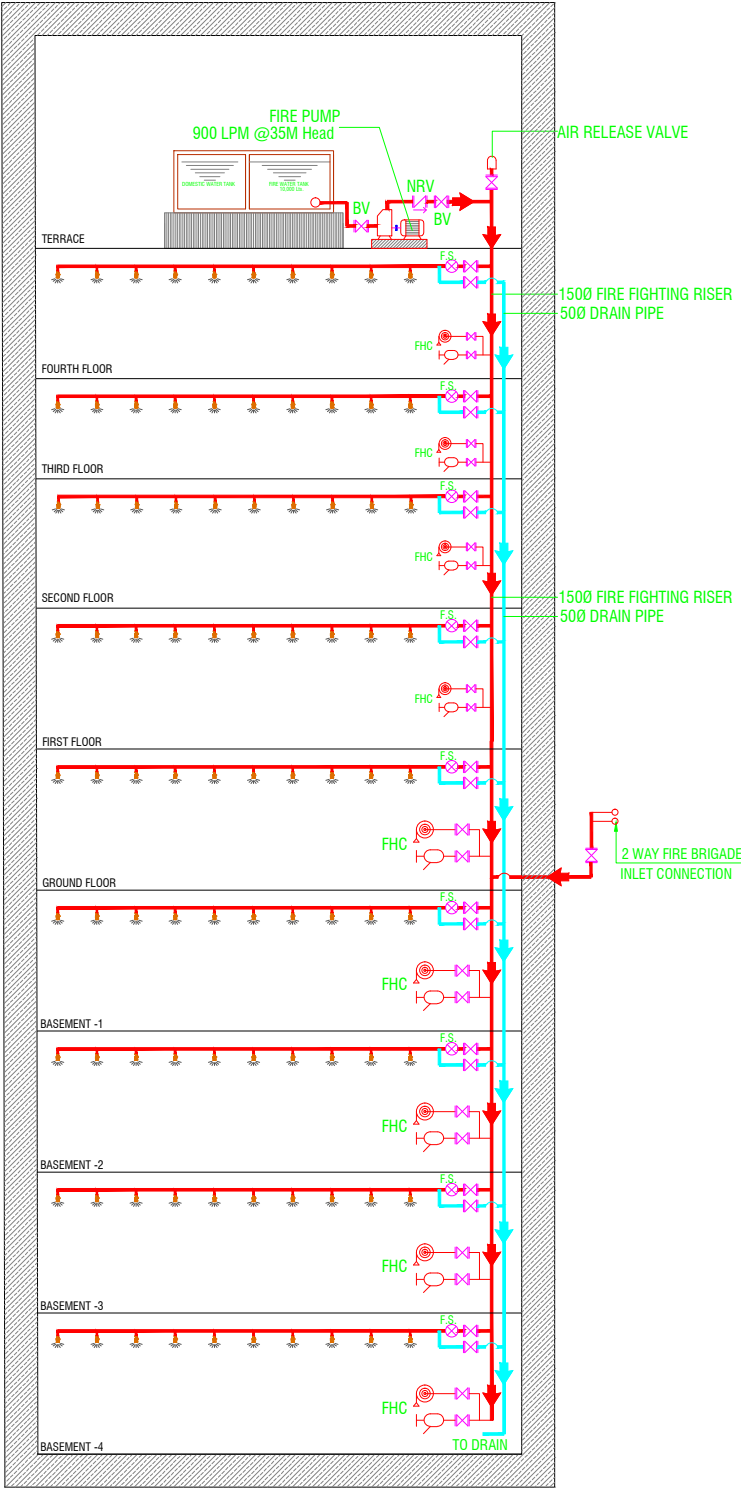 FIRE PUMP
900 LPM @35M Head
AIR RELEASE VALVE
DOMESTIC WATER TANK
FIRE WATER TANK
10,000 Lts.
NRV
BV
BV
TERRACE
F.S.
150Ø FIRE FIGHTING RISER
50Ø DRAIN PIPE
FHC
FOURTH FLOOR
F.S.
FHC
THIRD FLOOR
F.S.
FHC
SECOND FLOOR
150Ø FIRE FIGHTING RISER
50Ø DRAIN PIPE
F.S.
FHC
FIRST FLOOR
F.S.
FHC
2 WAY FIRE BRIGADE
INLET CONNECTION
GROUND FLOOR
F.S.
FHC
BASEMENT -1
F.S.
FHC
BASEMENT -2
F.S.
FHC
BASEMENT -3
F.S.
FHC
TO DRAIN
BASEMENT -4